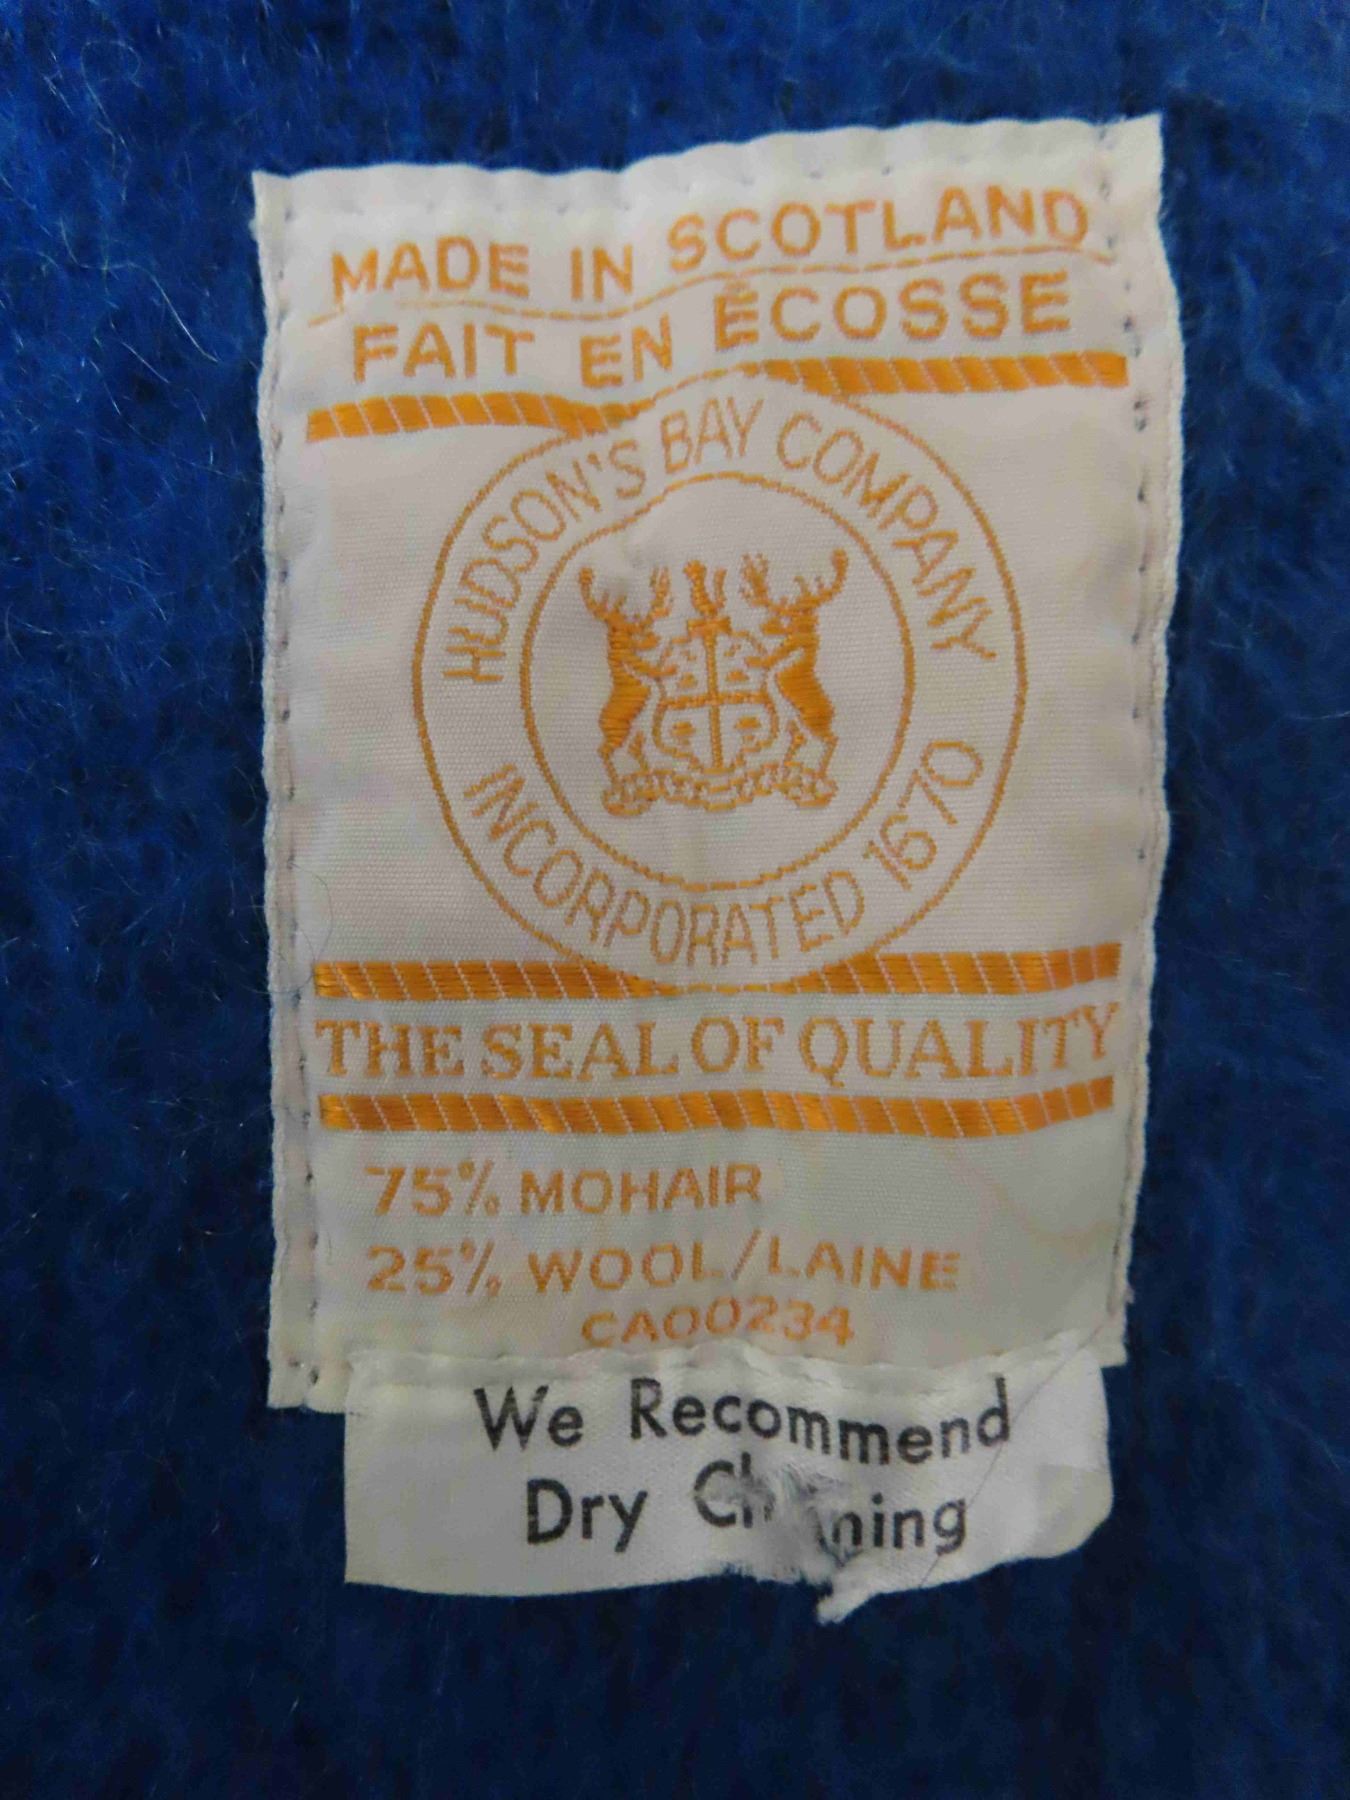 MADE IN SCOTLAND
FAIT EN ÉCOSSE
HUDSON'S BAY COMPANY
INCORPORATED 1670
THE SEAL OF QUALITY
75% MOHAIR
25% WOOL/LAINE
CA00234
We Recommend
Dry